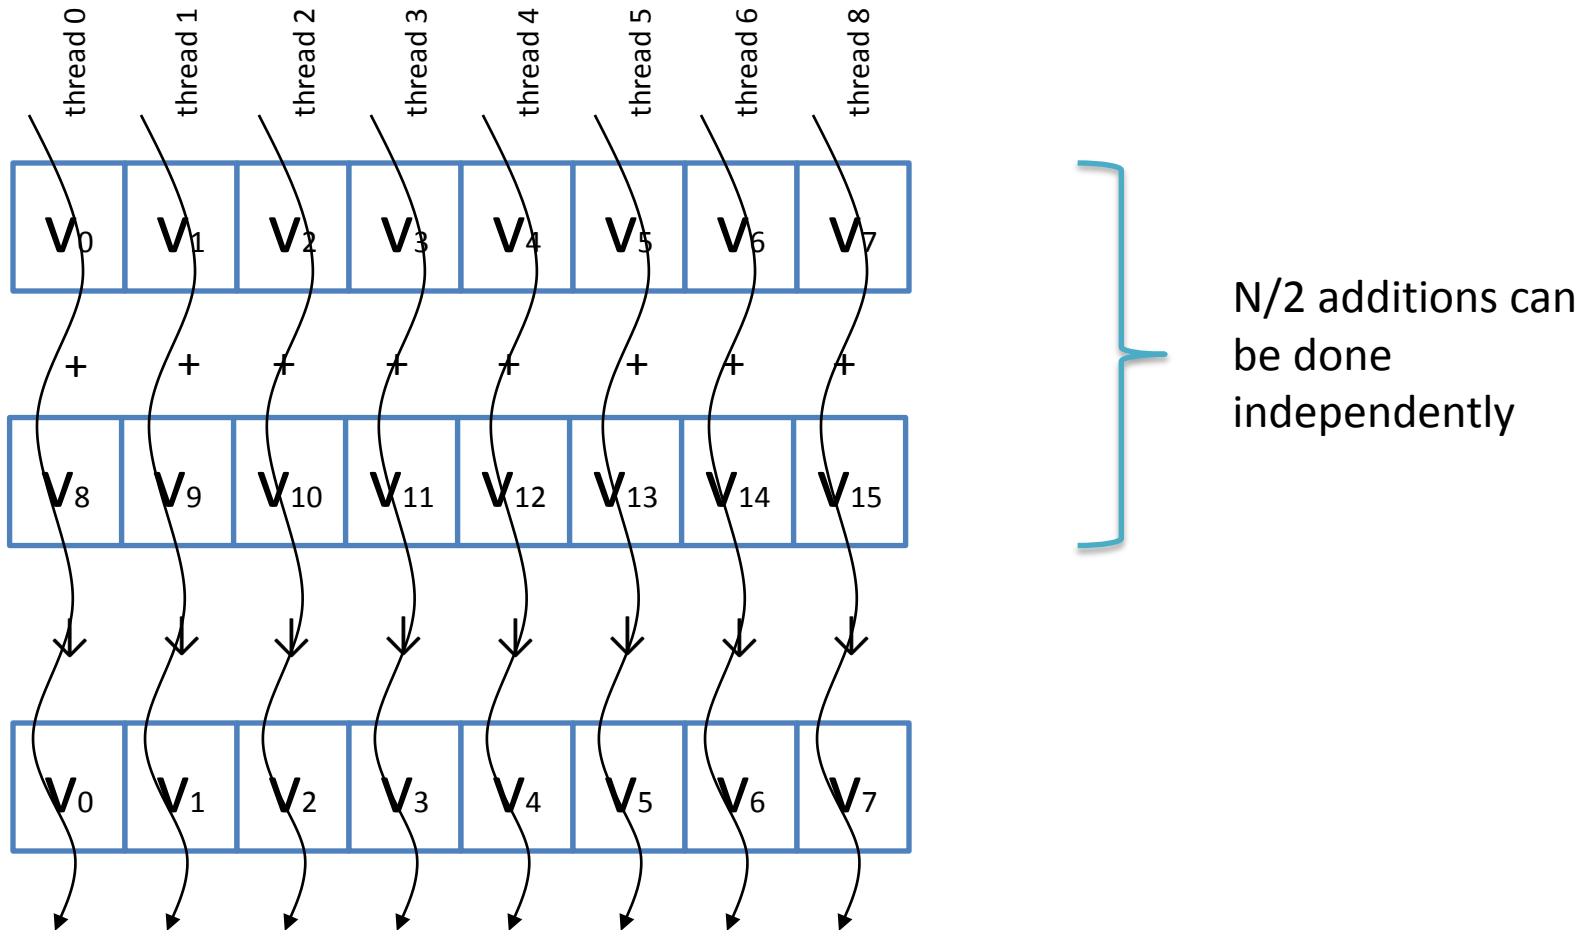 thread 0 thread 1 thread 2 thread 3 thread 4 thread 5 thread 6 thread 8
V0 V1 V2 V3 V4 V5 V6 V7
+ + + + + + + +
V8 V9 V10 V11 V12 V13 V14 V15
V0 V1 V2 V3 V4 V5 V6 V7
N/2 additions can
be done
independently